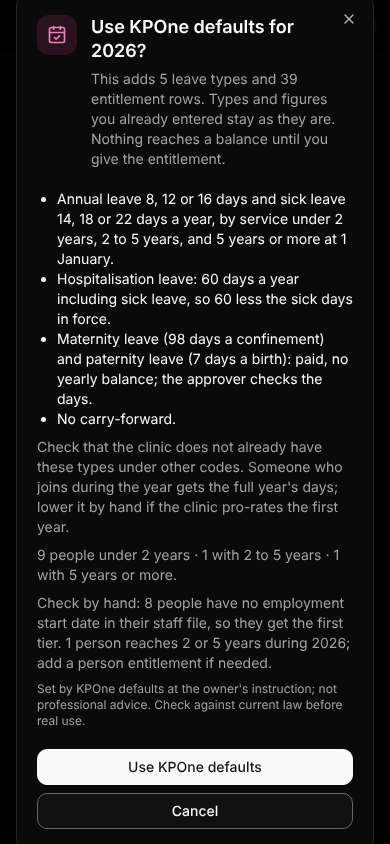 Use KPOne defaults for
2026?
This adds 5 leave types and 39
entitlement rows. Types and figures
you already entered stay as they are.
Nothing reaches a balance until you
give the entitlement.
• Annual leave 8, 12 or 16 days and sick leave
14, 18 or 22 days a year, by service under 2
years, 2 to 5 years, and 5 years or more at 1
January.
• Hospitalisation leave: 60 days a year
including sick leave, so 60 less the sick days
in force.
• Maternity leave (98 days a confinement)
and paternity leave (7 days a birth): paid, no
yearly balance; the approver checks the
days.
• No carry-forward.
Check that the clinic does not already have
these types under other codes. Someone who
joins during the year gets the full year's days;
lower it by hand if the clinic pro-rates the first
year.
9 people under 2 years · 1 with 2 to 5 years · 1
with 5 years or more.
Check by hand: 8 people have no employment
start date in their staff file, so they get the first
tier. 1 person reaches 2 or 5 years during 2026;
add a person entitlement if needed.
Set by KPOne defaults at the owner's instruction; not
professional advice. Check against current law before
real use.
Use KPOne defaults
Cancel